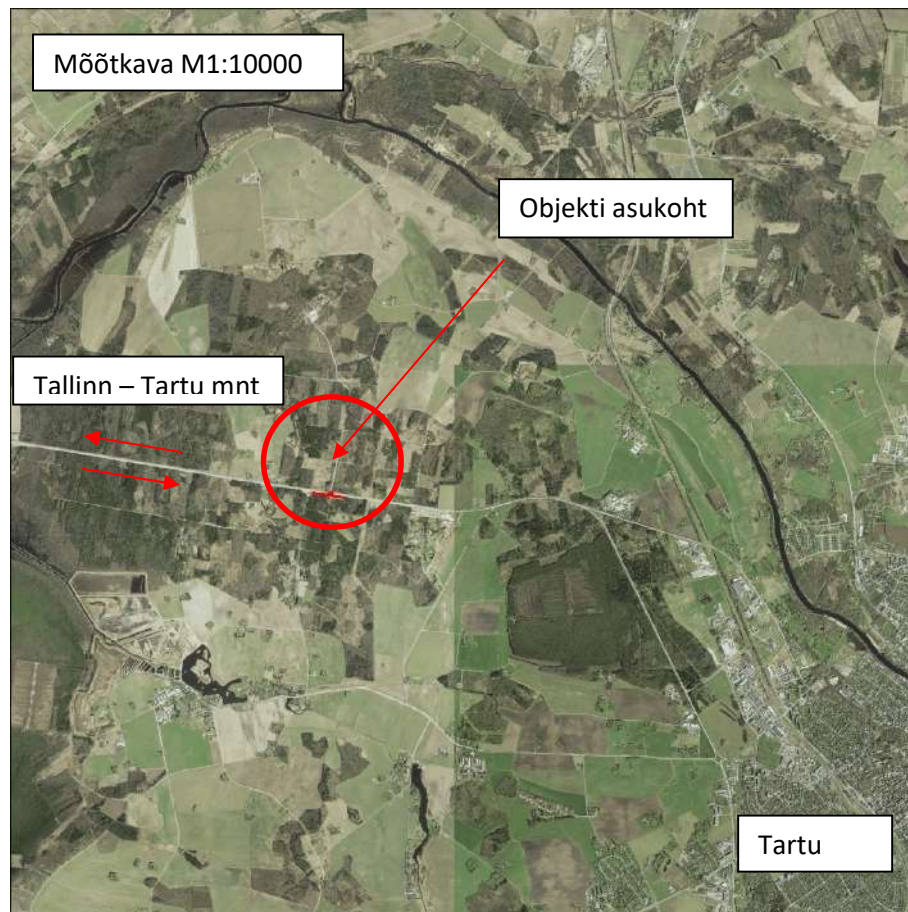 Mõõtkava M1:10000
Objekti asukoht
Tallinn – Tartu mnt
Tartu